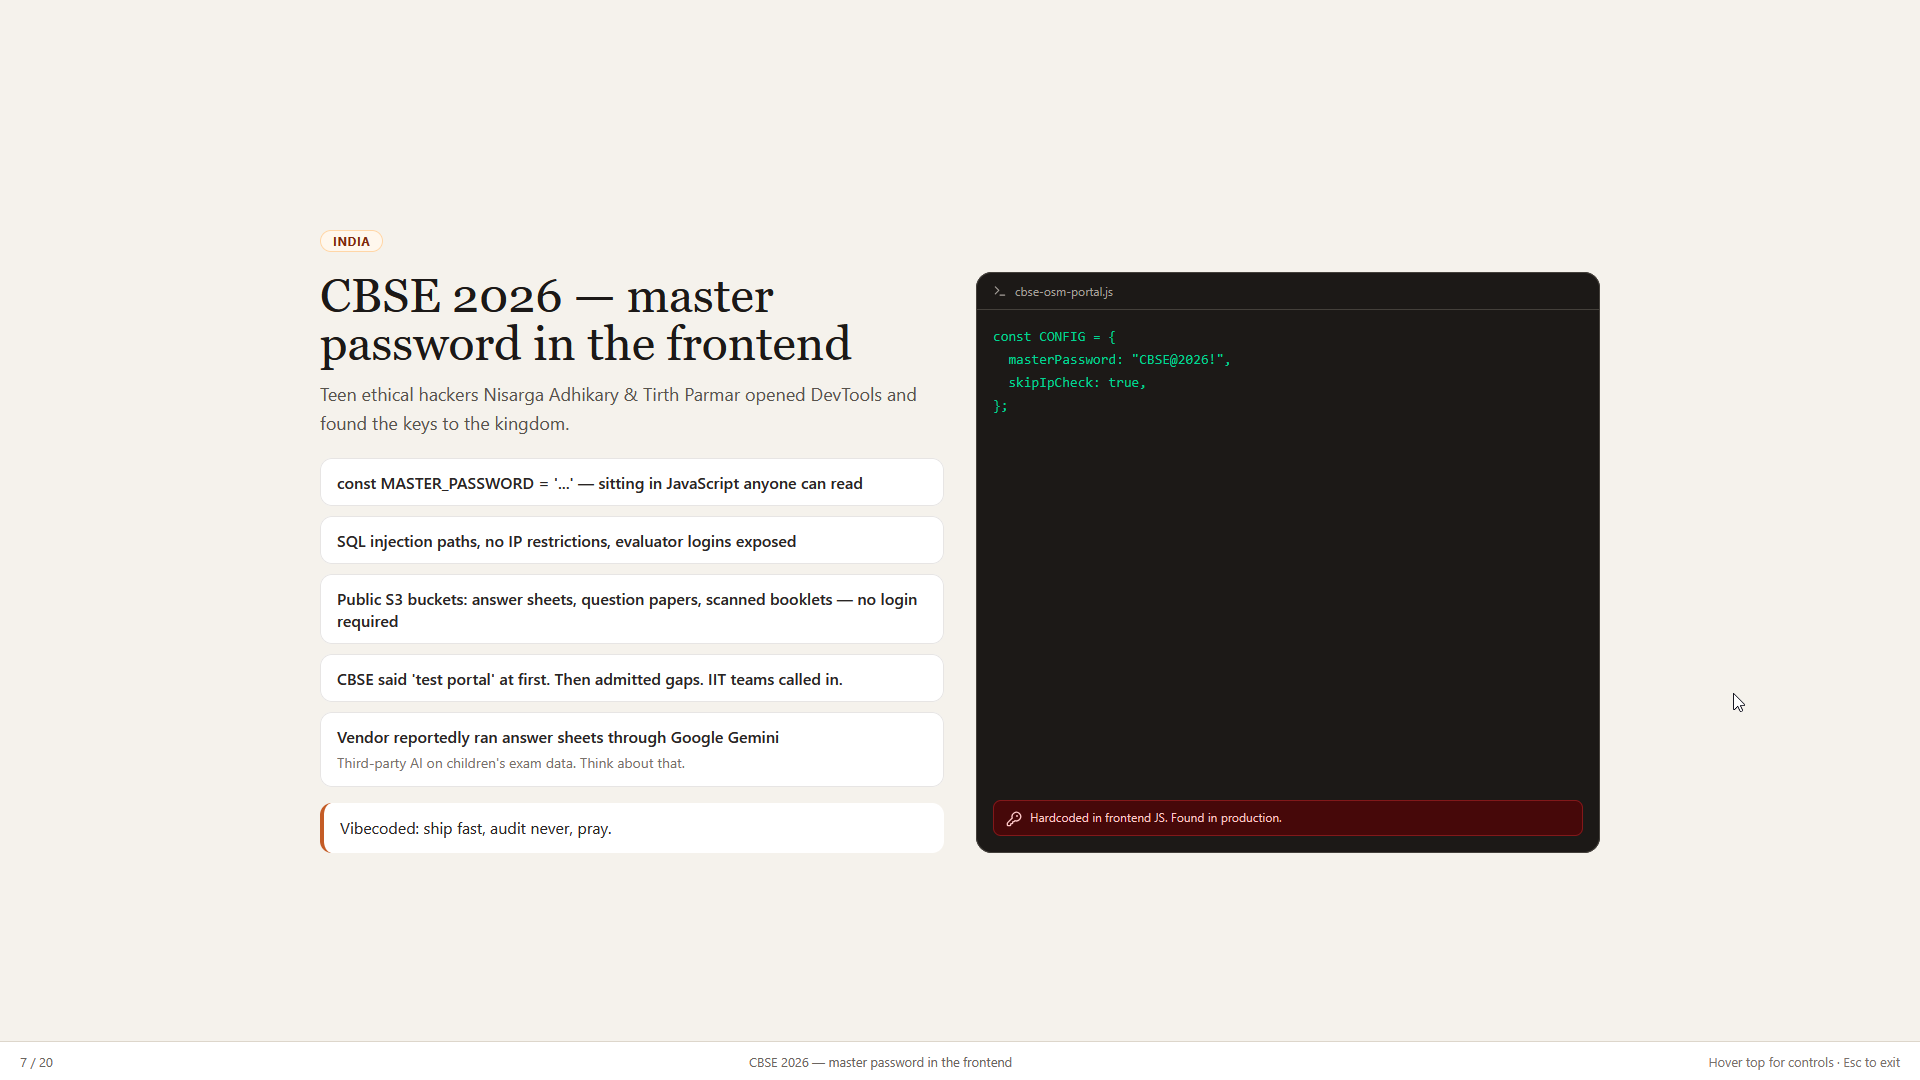 INDIA
CBSE 2026 — master
password in the frontend
Teen ethical hackers Nisarga Adhikary & Tirth Parmar opened DevTools and
found the keys to the kingdom.
const MASTER_PASSWORD = '...' — sitting in JavaScript anyone can read
SQL injection paths, no IP restrictions, evaluator logins exposed
Public S3 buckets: answer sheets, question papers, scanned booklets — no login
required
CBSE said 'test portal' at first. Then admitted gaps. IIT teams called in.
Vendor reportedly ran answer sheets through Google Gemini
Third-party AI on children's exam data. Think about that.
Vibecoded: ship fast, audit never, pray.
cbse-osm-portal.js
const CONFIG = {
  masterPassword: "CBSE@2026!",
  skipIpCheck: true,
};
Hardcoded in frontend JS. Found in production.
7 / 20
CBSE 2026 — master password in the frontend
Hover top for controls · Esc to exit